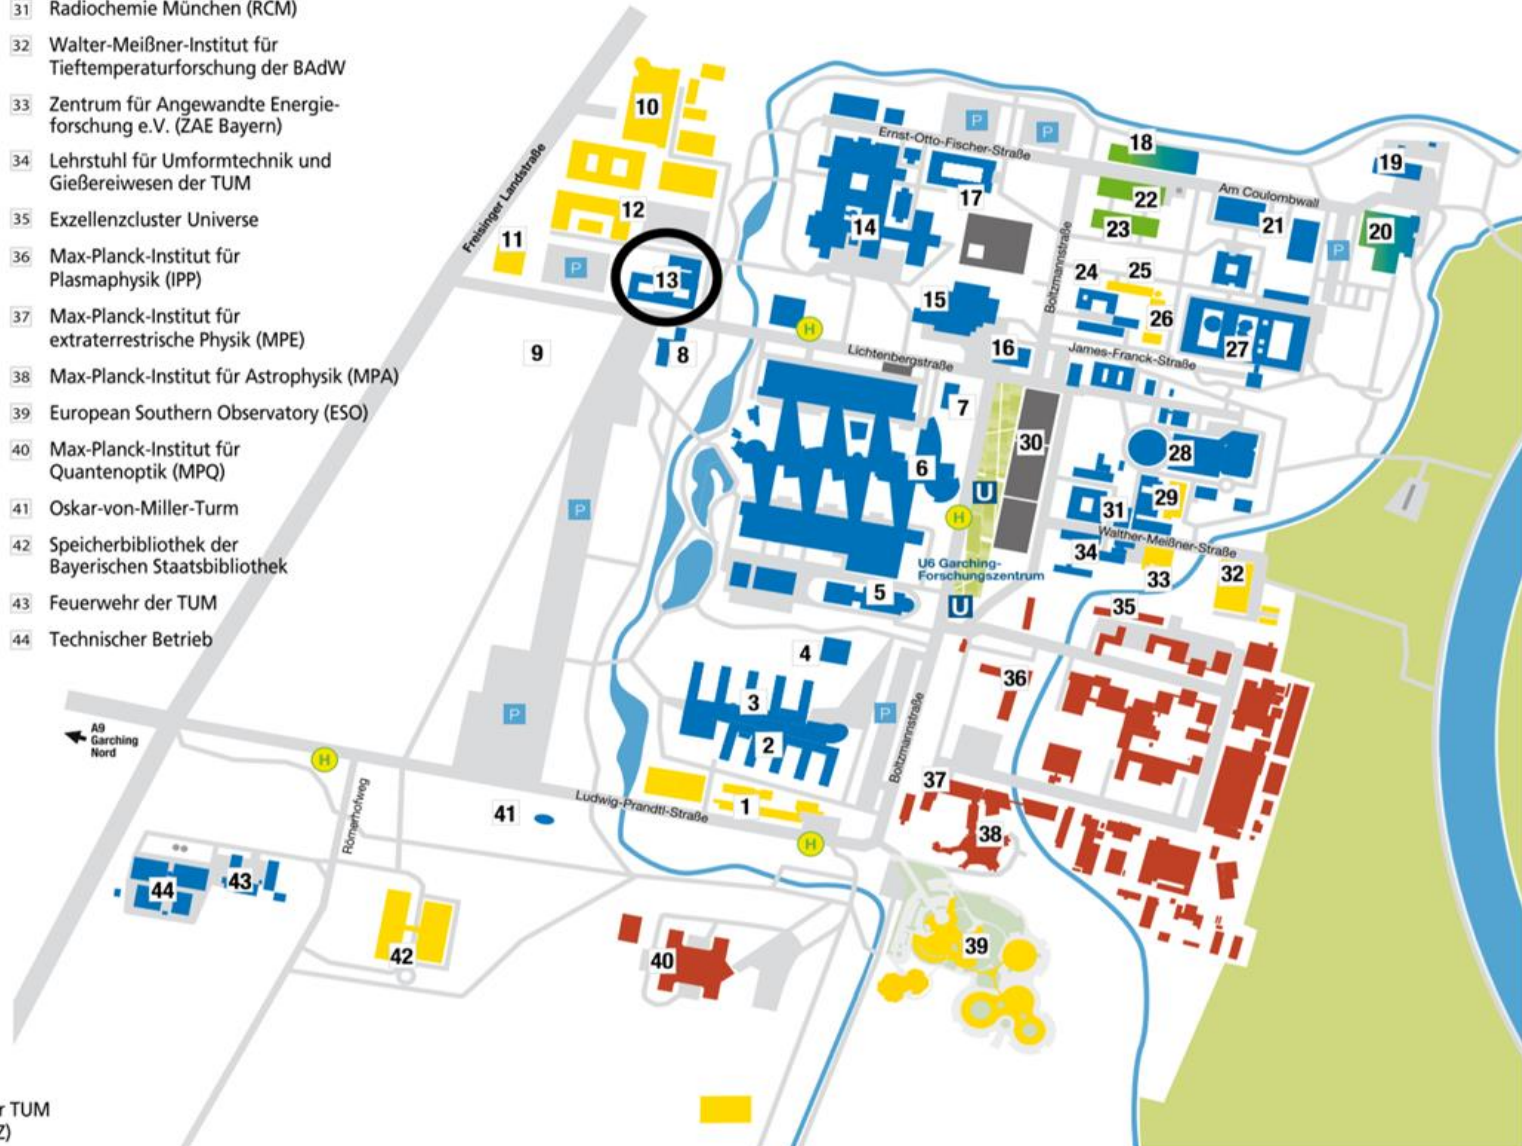 31 Radiochemie München (RCM)
32 Walter-Meißner-Institut für
Tieftemperaturforschung der BAdW
33 Zentrum für Angewandte Energie-
forschung e.V. (ZAE Bayern)
34 Lehrstuhl für Umformtechnik und
Gießereiwesen der TUM
35 Exzellenzcluster Universe
36 Max-Planck-Institut für
Plasmaphysik (IPP)
37 Max-Planck-Institut für
extraterrestrische Physik (MPE)
38 Max-Planck-Institut für Astrophysik (MPA)
39 European Southern Observatory (ESO)
40 Max-Planck-Institut für
Quantenoptik (MPQ)
41 Oskar-von-Miller-Turm
42 Speicherbibliothek der
Bayerischen Staatsbibliothek
43 Feuerwehr der TUM
44 Technischer Betrieb
r TUM
Z)
10
P
P
Ernst-Otto-Fischer-Straße
18
19
Freisinger Landstraße
17
22
Am Coulombwall
12
14
23
21
20
11
P
13
Boltzmannstraße
P
24
25
15
26
H
9
8
Lichtenbergstraße
16
James-Franck-Straße
27
7
30
28
6
U
29
P
H
31
Walther-Meißner-Straße
34
U6 Garching-
Forschungszentrum
33
32
5
U
35
4
36
3
P
P
2
Boltzmannstraße
A9
Garching
Nord
H
37
Ludwig-Prandtl-Straße
1
41
Römerhofweg
H
38
44
43
42
40
39